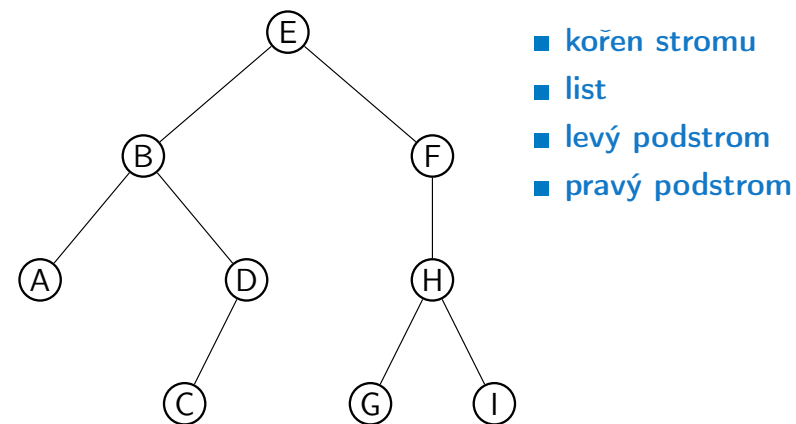 E
B
F
A
D
H
C
G
I
kořen stromu
list
levý podstrom
pravý podstrom